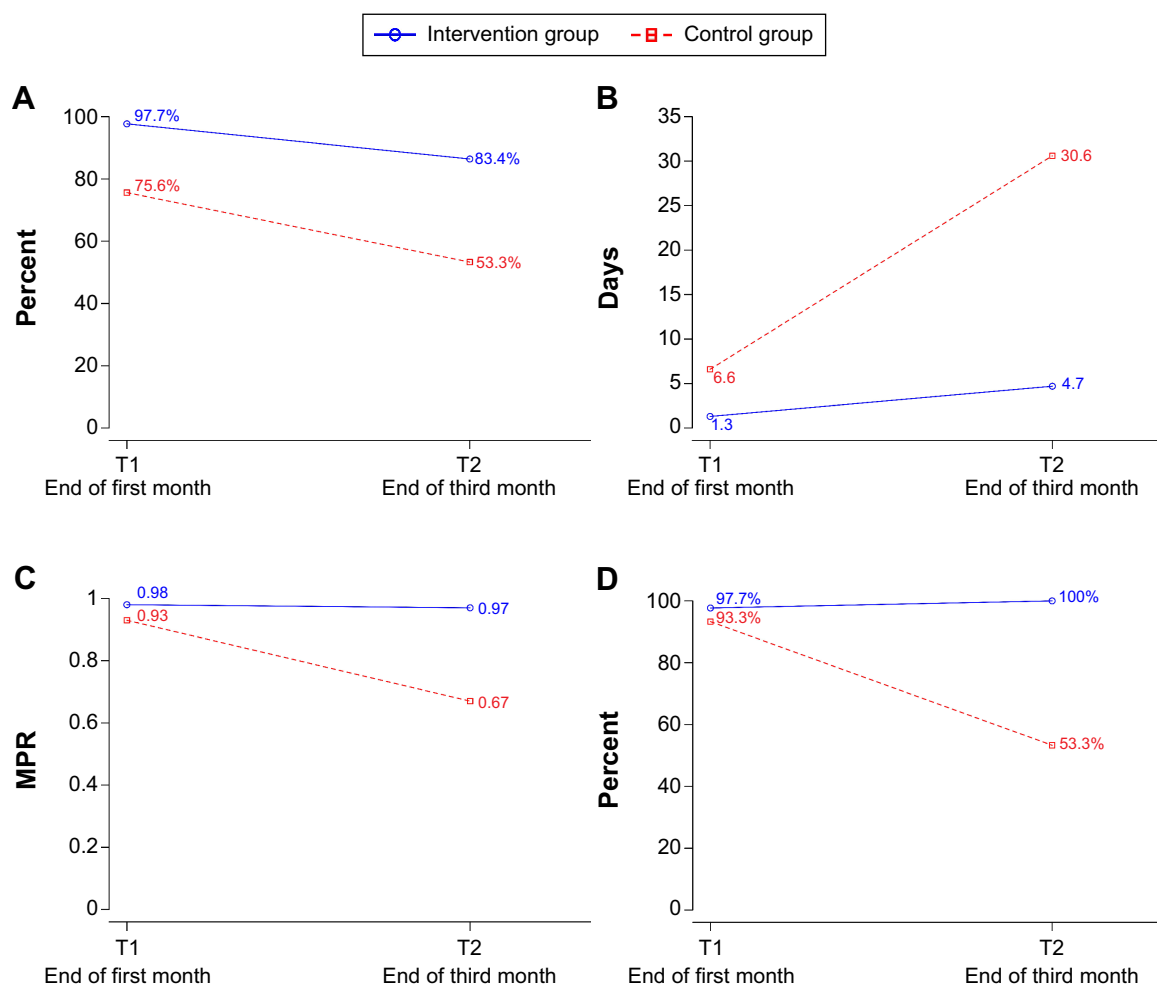 Intervention group Control group
A
Percent
100
80
60
40
20
0
97.7%
83.4%
75.6%
53.3%
T1 T2
End of first month End of third month
B
Days
35
30
25
20
15
10
5
0
30.6
6.6
4.7
1.3
T1 T2
End of first month End of third month
C
MPR
1
0.8
0.6
0.4
0.2
0
0.98
0.97
0.93
0.67
T1 T2
End of first month End of third month
D
Percent
100
80
60
40
20
0
97.7%
100%
93.3%
53.3%
T1 T2
End of first month End of third month